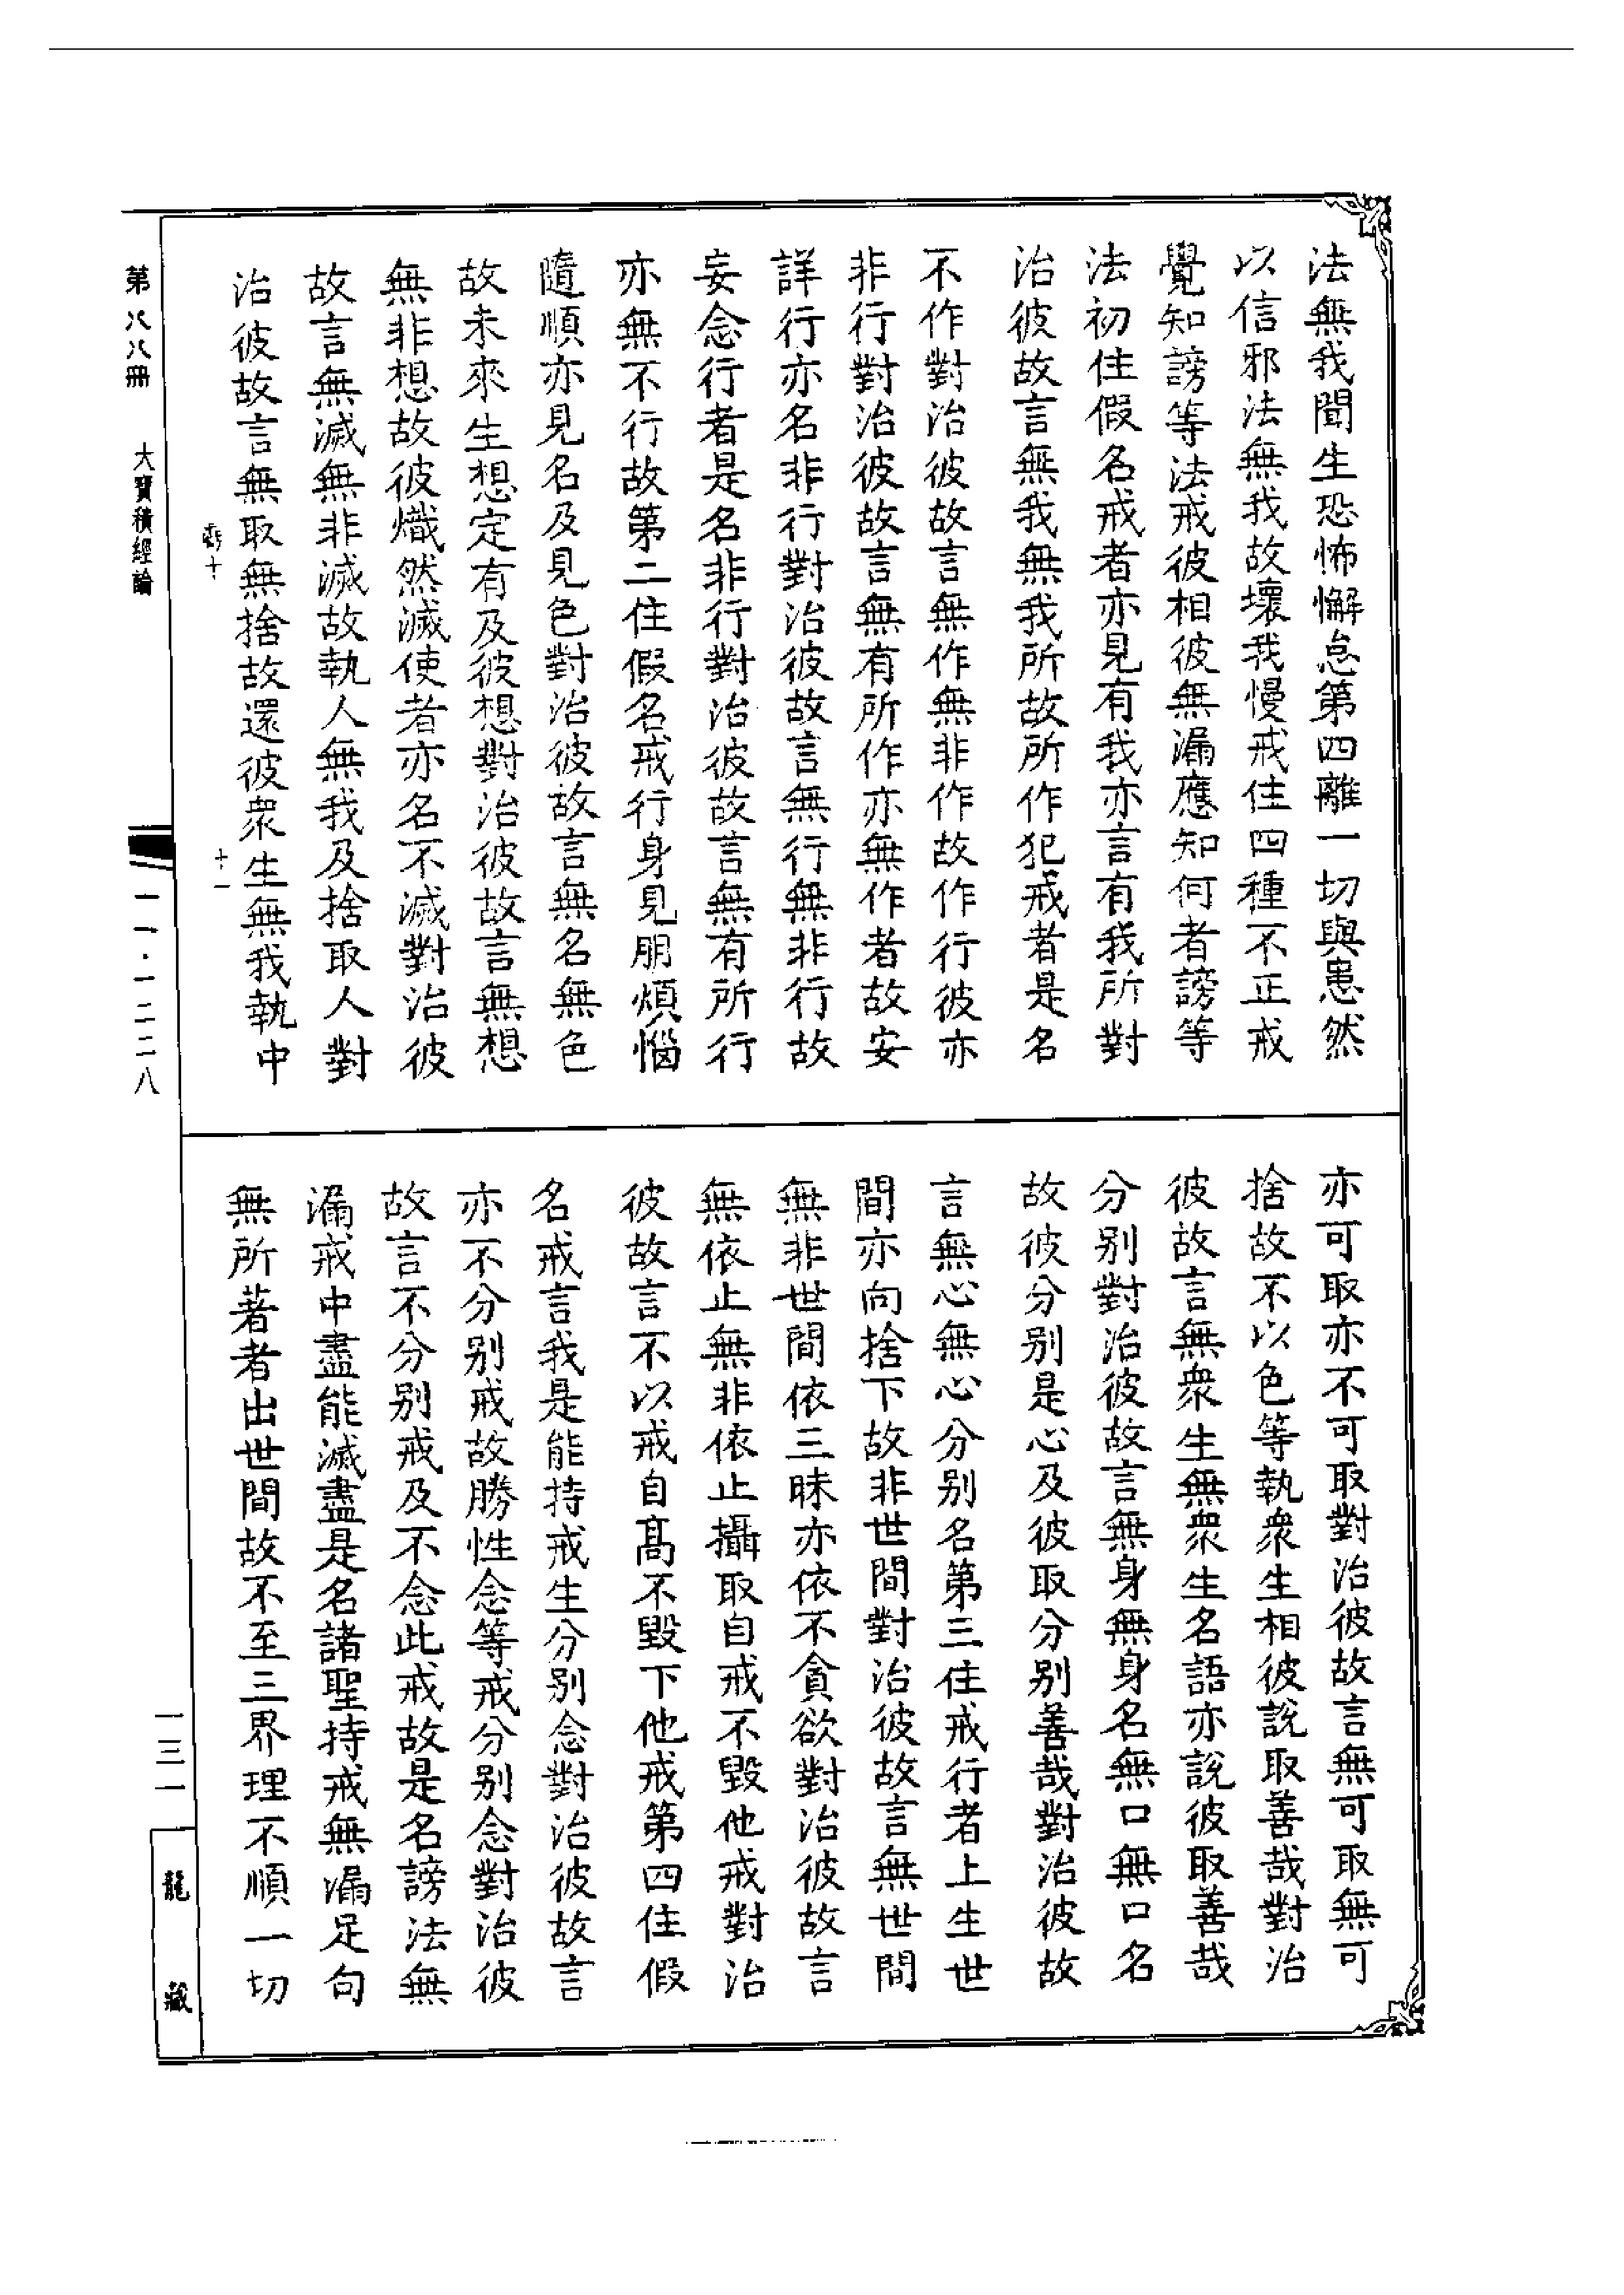 法無我聞生恐怖懈怠第四離一切與患然
以信邪法無我故壞我慢戒住四種不正戒
覺知謗等法戒彼相彼無漏應知何者謗等
法初住假名戒者亦見有我亦言有我所對
治彼故言無我無我所故所作犯戒者是名
不作對治彼故言無作無非作故作行彼亦
非行對治彼故言無有所作亦無作者故安
詳行亦名非行對治彼故言無行無非行故
妄念行者是名非行對治彼故言無有所行
亦無不行故第二住假名戒行身見朋煩惱
隨順亦見名及見色對治彼故言無名無色
故未來生想定有及彼想對治彼故言無想
無非想故彼熾然滅使者亦名不滅對治彼
故言無滅無非滅故執人無我及捨取人對
治彼故言無取無捨故還彼衆生無我執中
亦可取亦不可取對治彼故言無可取無可
捨故不以色等執衆生相彼說取善哉對治
彼故言無衆生無衆生名語亦說彼取善哉
分别對治彼故言無身無身名無口無口名
故彼分别是心及彼取分别善哉對治彼故
言無心無心分别名第三住戒行者上生世
間亦向捨下故非世間對治彼故言無世間
無非世間依三昧亦依不貪欲對治彼故言
無依止無非依止攝取自戒不毀他戒對治
彼故言不以戒自髙不毀下他戒第四住假
名戒言我是能持戒生分别念對治彼故言
亦不分别戒故勝性念等戒分别念對治彼
故言不分别戒及不念此戒故是名謗法無
漏戒中盡能滅盡是名諸聖持戒無漏足句
無所著者出世間故不至三界理不順一切
十一
第八八冊 大寶積經論
一一·一二二八
一三一
龍藏